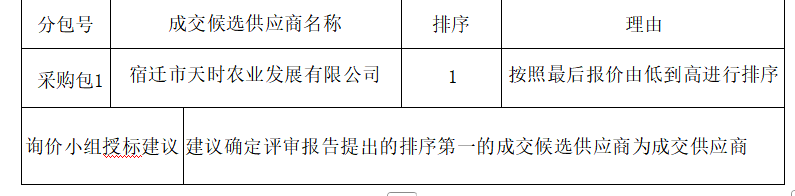 分包号 成交候选供应商名称 排序 理由
采购包1 宿迁市天时农业发展有限公司 1 按照最后报价由低到高进行排序
询价小组授标建议 建议确定评审报告提出的排序第一的成交候选供应商为成交供应商